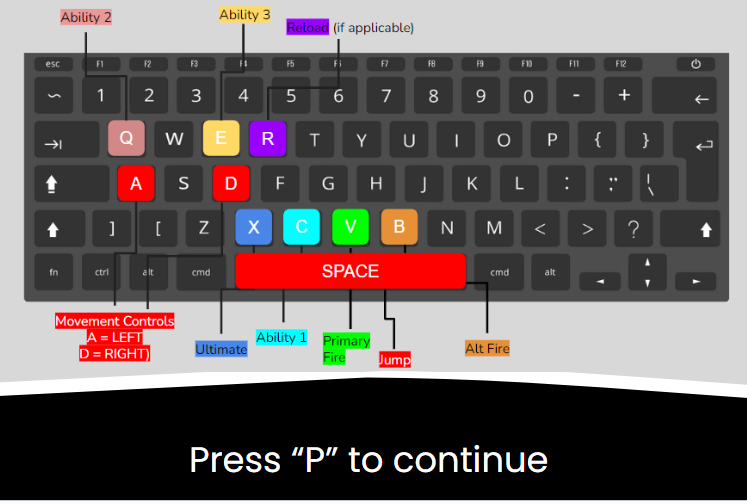 Ability 2
Ability 3
Reload (if applicable)
esc F1 F2 F3 F4 F5 F6 F7 F8 F9 F10 F11 F12
1 2 3 4 5 6 7 8 9 0 - +
Q W E R T Y U I O P { }
A S D F G H J K L : " ; \
] [ Z X C V B N M < > ?
fn ctrl alt cmd SPACE cmd alt
Movement Controls
A = LEFT
D = RIGHT)
Ultimate
Ability 1
Primary
Fire
Jump
Alt Fire
Press “P” to continue